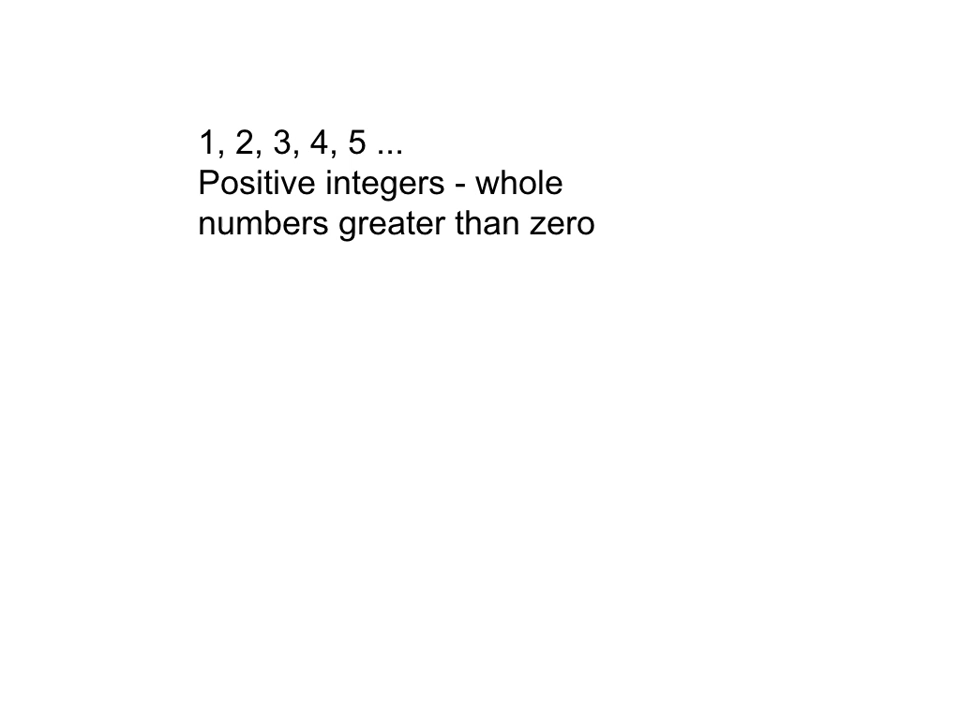 1, 2, 3, 4, 5 ...
Positive integers - whole
numbers greater than zero